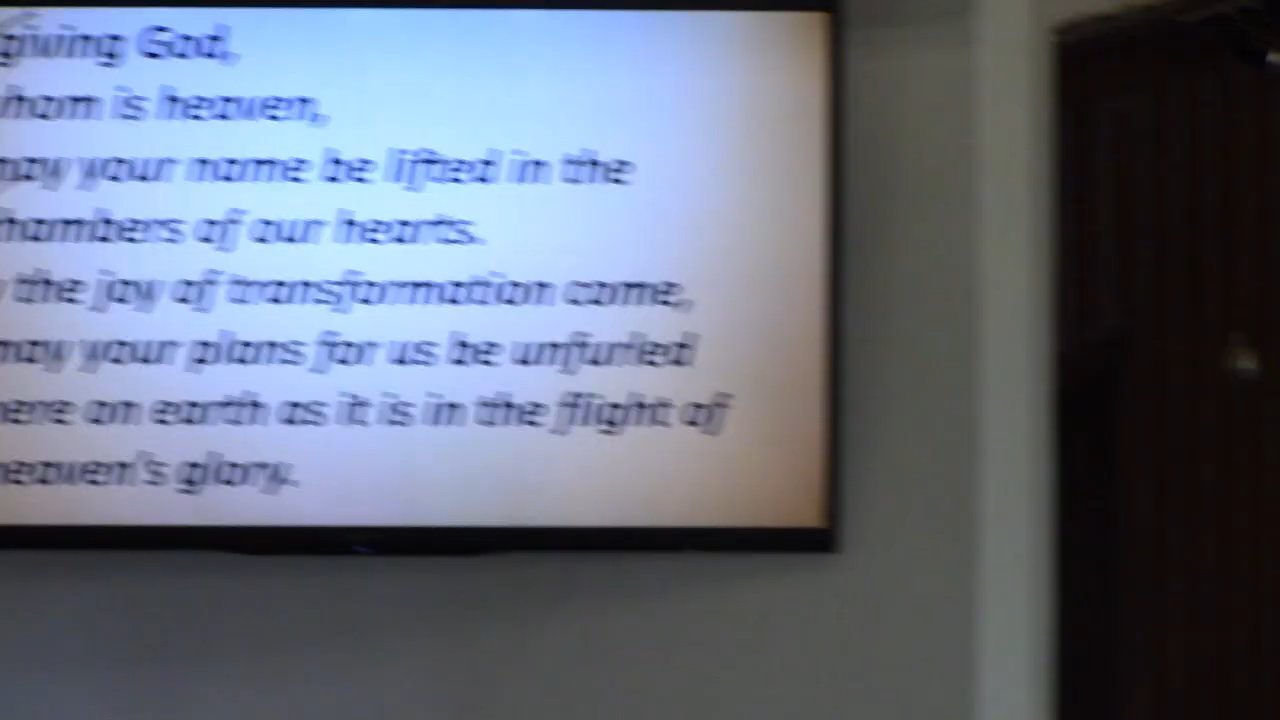 giving God,
whom is heaven,
may your name be lifted in the
chambers of our hearts.
the joy of transformation come,
may your plans for us be unfurled
here on earth as it is in the flight of
heaven's glory.